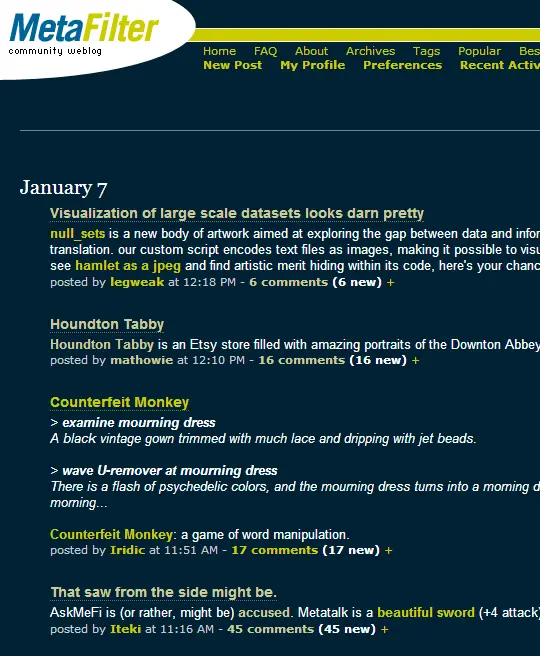 MetaFilter
community weblog
Home FAQ About Archives Tags Popular
New Post My Profile Preferences Recent
January 7
Visualization of large scale datasets looks darn pretty
null_sets is a new body of artwork aimed at exploring the gap between data and
translation. our custom script encodes text files as images, making it possible to
see hamlet as a jpeg and find artistic merit hiding within its code, here's your
posted by legweak at 12:18 PM - 6 comments (6 new) +
Houndton Tabby
Houndton Tabby is an Etsy store filled with amazing portraits of the Downton Abbey
posted by mathowie at 12:10 PM - 16 comments (16 new) +
Counterfeit Monkey
> examine mourning dress
A black vintage gown trimmed with much lace and dripping with jet beads.
> wave U-remover at mourning dress
There is a flash of psychedelic colors, and the mourning dress turns into a morning
morning...
Counterfeit Monkey: a game of word manipulation.
posted by Iridic at 11:51 AM - 17 comments (17 new) +
That saw from the side might be.
AskMeFi is (or rather, might be) accused. Metatalk is a beautiful sword (+4 attack)
posted by Iteki at 11:16 AM - 45 comments (45 new) +